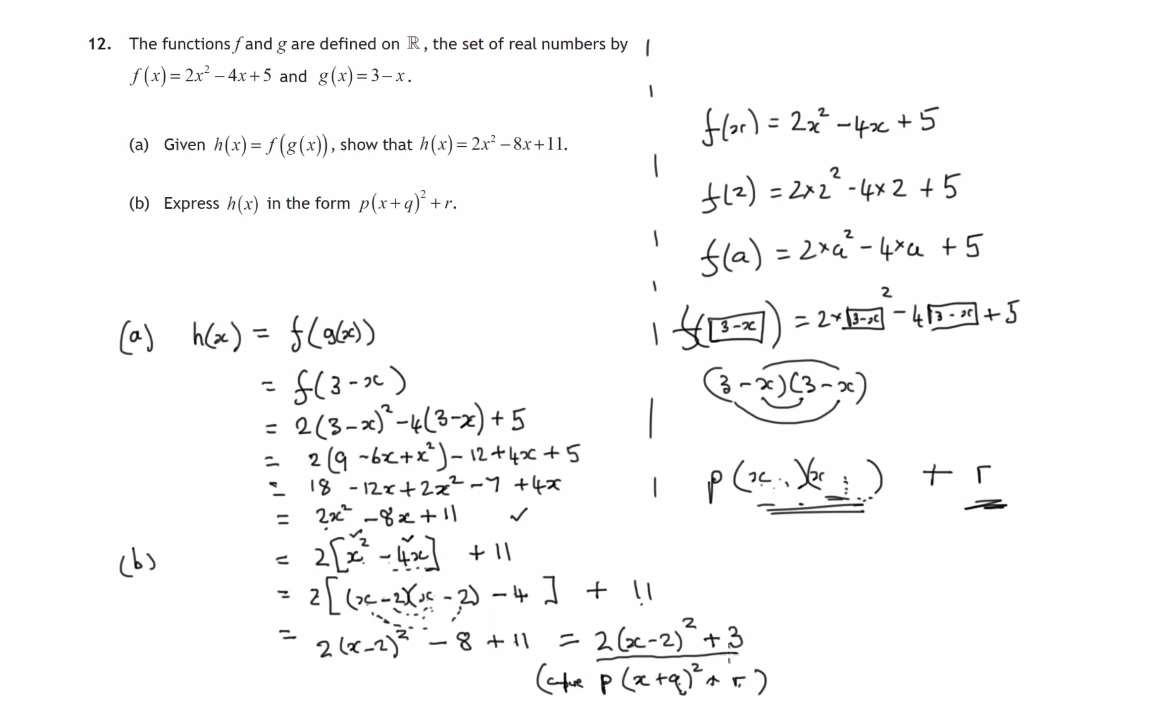 12. The functions f and g are defined on ℝ, the set of real numbers by
f(x) = 2x² − 4x + 5 and g(x) = 3 − x.
(a) Given h(x) = f(g(x)), show that h(x) = 2x² − 8x + 11.
(b) Express h(x) in the form p(x + q)² + r.
f(x) = 2x² − 4x + 5
f(2) = 2×2² − 4×2 + 5
f(a) = 2×a² − 4×a + 5
f(3−x) = 2×3−x² − 4 3−x + 5
(3−x)(3−x)
p(x . . )(x . . ) + r
(a) h(x) = f(g(x))
= f(3−x)
= 2(3−x)² − 4(3−x) + 5
= 2(9 − 6x + x²) − 12 + 4x + 5
= 18 − 12x + 2x² − 7 + 4x
= 2x² − 8x + 11 ✓
(b) = 2[x² − 4x] + 11
= 2[(x−2)(x−2) − 4] + 11
= 2(x−2)² − 8 + 11 = 2(x−2)² + 3
(cfne p(x+q)² + r)